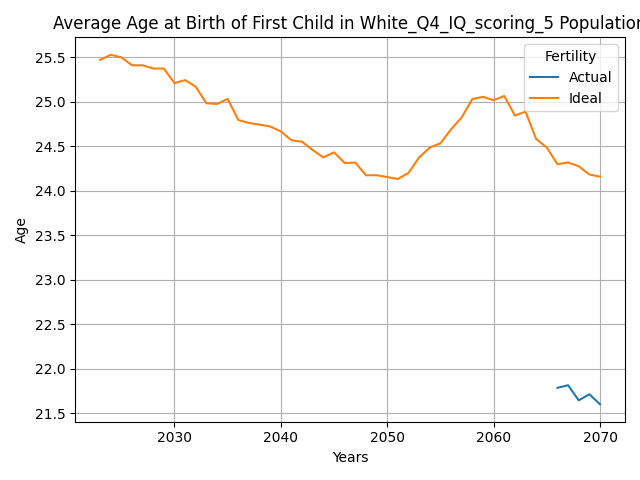 Average Age at Birth of First Child in White_Q4_IQ_scoring_5 Population
Fertility
Actual
Ideal
Age
25.5
25.0
24.5
24.0
23.5
23.0
22.5
22.0
21.5
2030 2040 2050 2060 2070
Years